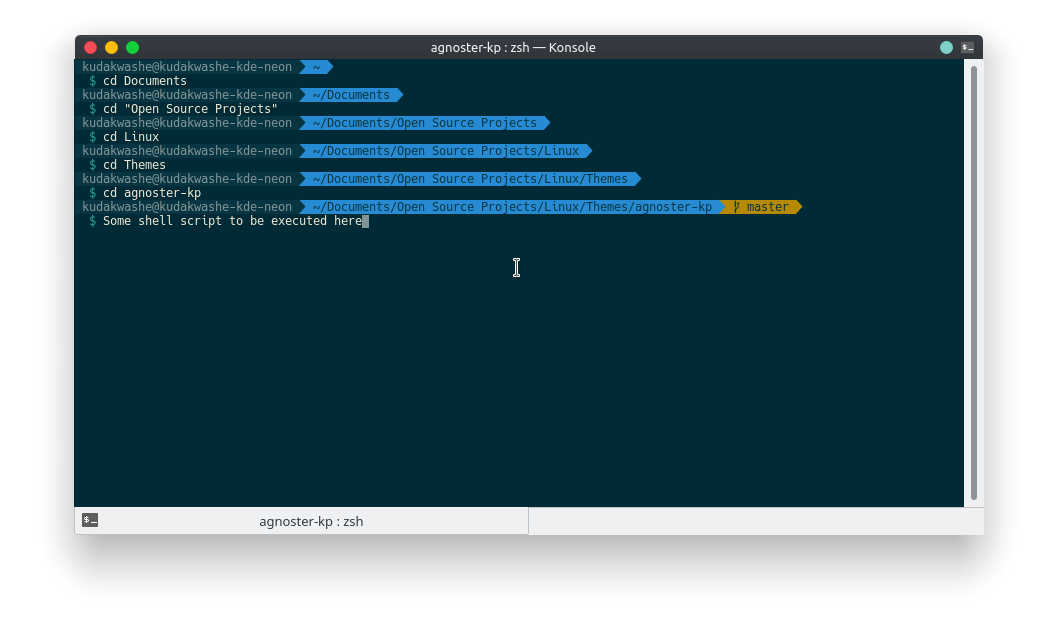 agnoster-kp : zsh — Konsole
kudakwashe@kudakwashe-kde-neon ~
$ cd Documents
kudakwashe@kudakwashe-kde-neon ~/Documents
$ cd "Open Source Projects"
kudakwashe@kudakwashe-kde-neon ~/Documents/Open Source Projects
$ cd Linux
kudakwashe@kudakwashe-kde-neon ~/Documents/Open Source Projects/Linux
$ cd Themes
kudakwashe@kudakwashe-kde-neon ~/Documents/Open Source Projects/Linux/Themes
$ cd agnoster-kp
kudakwashe@kudakwashe-kde-neon ~/Documents/Open Source Projects/Linux/Themes/agnoster-kp master
$ Some shell script to be executed here
agnoster-kp : zsh